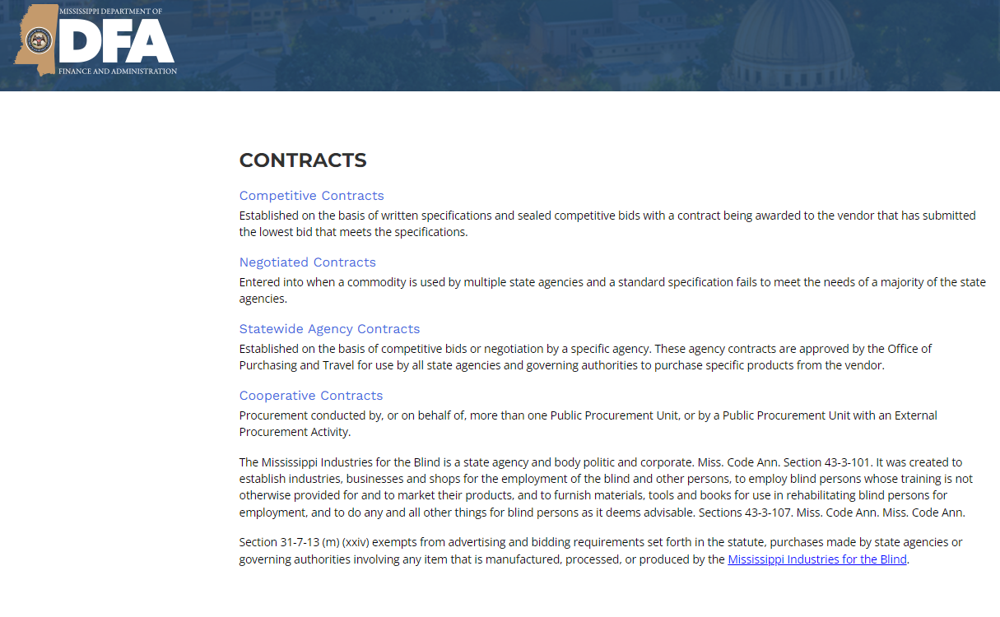 MISSISSIPPI DEPARTMENT OF
DFA
FINANCE AND ADMINISTRATION
CONTRACTS
Competitive Contracts
Established on the basis of written specifications and sealed competitive bids with a contract being awarded to the vendor that has submitted
the lowest bid that meets the specifications.
Negotiated Contracts
Entered into when a commodity is used by multiple state agencies and a standard specification fails to meet the needs of a majority of the state
agencies.
Statewide Agency Contracts
Established on the basis of competitive bids or negotiation by a specific agency. These agency contracts are approved by the Office of
Purchasing and Travel for use by all state agencies and governing authorities to purchase specific products from the vendor.
Cooperative Contracts
Procurement conducted by, or on behalf of, more than one Public Procurement Unit, or by a Public Procurement Unit with an External
Procurement Activity.
The Mississippi Industries for the Blind is a state agency and body politic and corporate. Miss. Code Ann. Section 43-3-101. It was created to
establish industries, businesses and shops for the employment of the blind and other persons, to employ blind persons whose training is not
otherwise provided for and to market their products, and to furnish materials, tools and books for use in rehabilitating blind persons for
employment, and to do any and all other things for blind persons as it deems advisable. Sections 43-3-107. Miss. Code Ann. Miss. Code Ann.
Section 31-7-13 (m) (xxiv) exempts from advertising and bidding requirements set forth in the statute, purchases made by state agencies or
governing authorities involving any item that is manufactured, processed, or produced by the Mississippi Industries for the Blind.